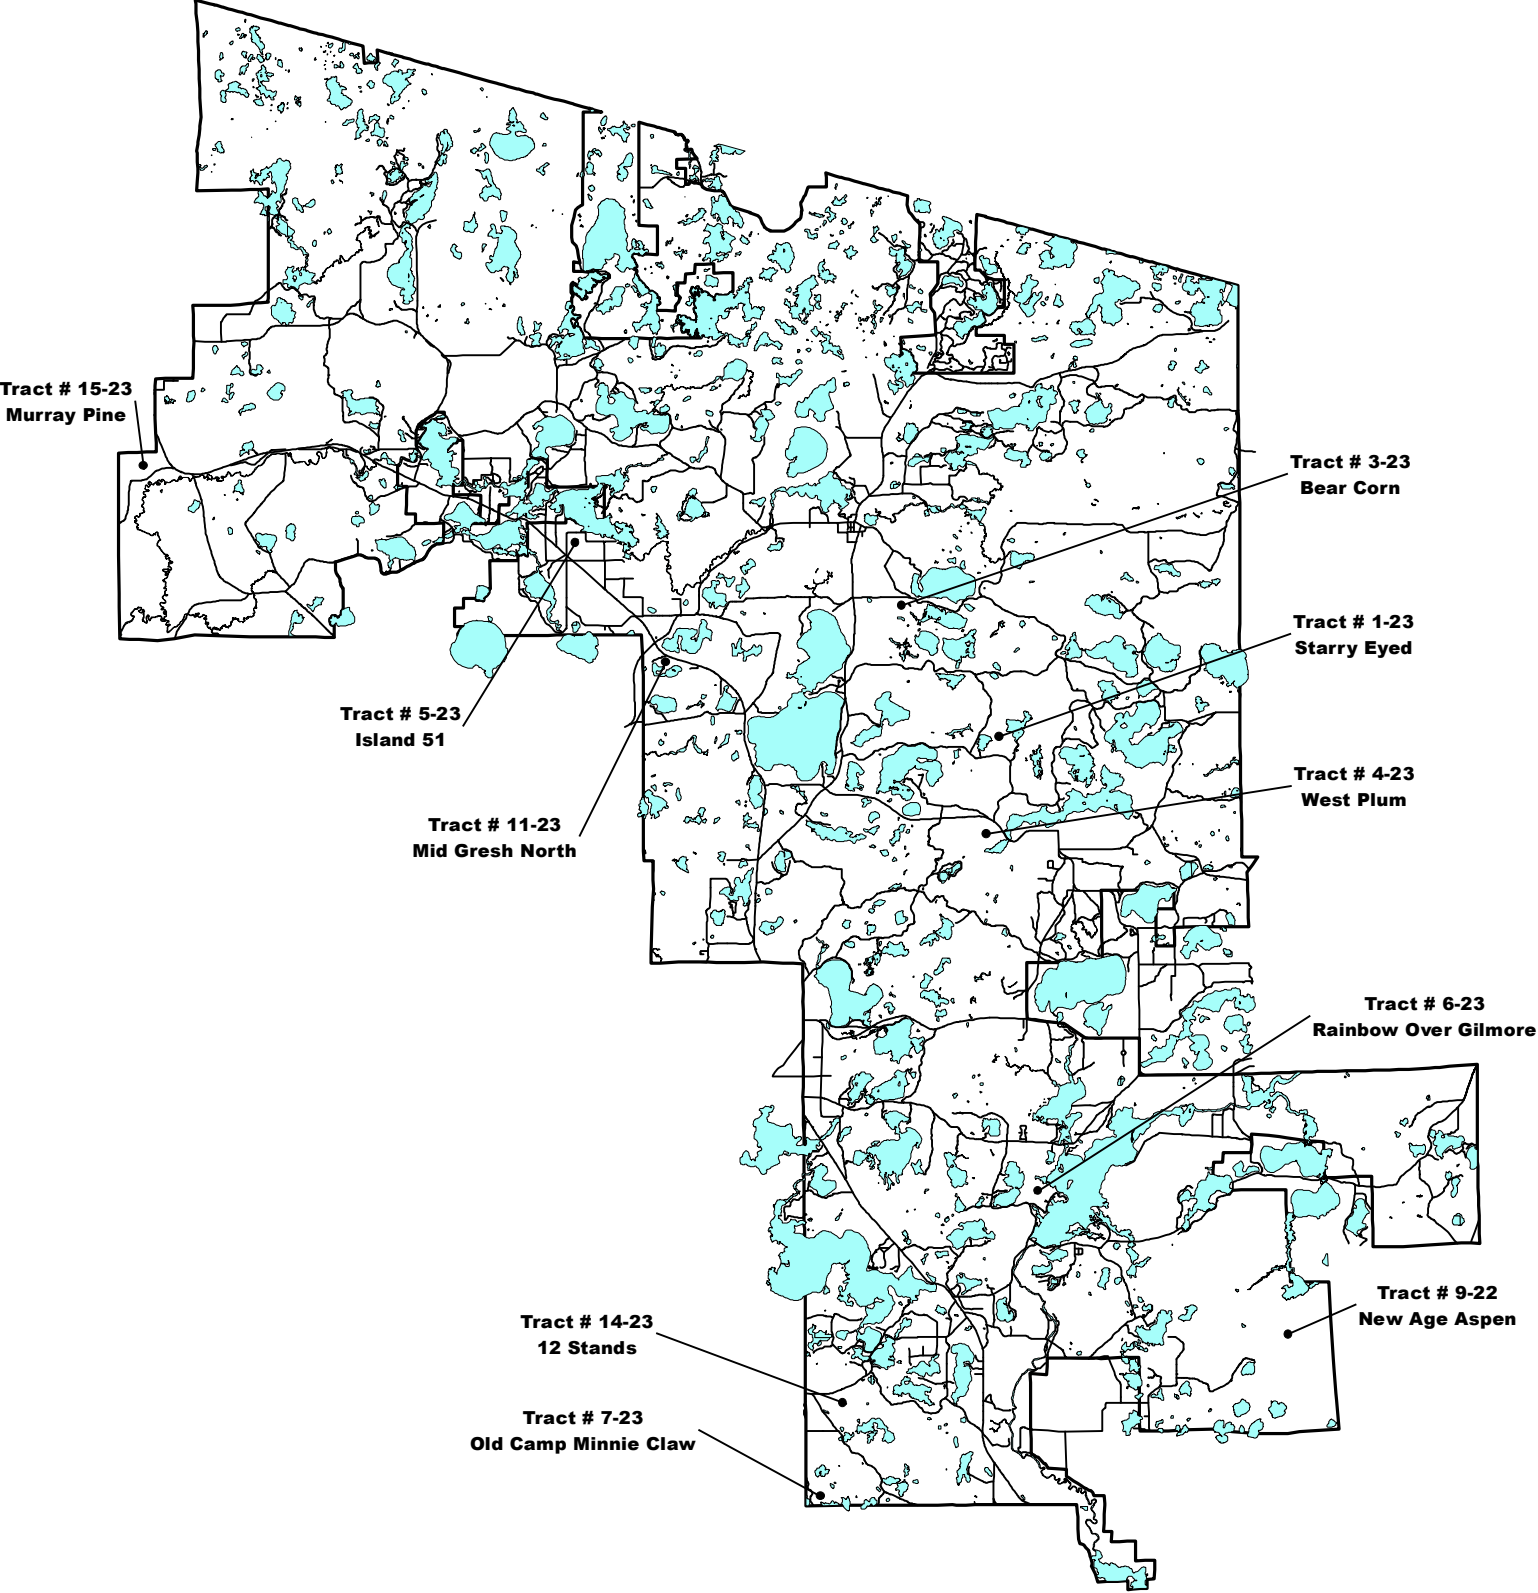 Tract # 15-23
Murray Pine
Tract # 3-23
Bear Corn
Tract # 1-23
Starry Eyed
Tract # 5-23
Island 51
Tract # 4-23
West Plum
Tract # 11-23
Mid Gresh North
Tract # 6-23
Rainbow Over Gilmore
Tract # 9-22
New Age Aspen
Tract # 14-23
12 Stands
Tract # 7-23
Old Camp Minnie Claw